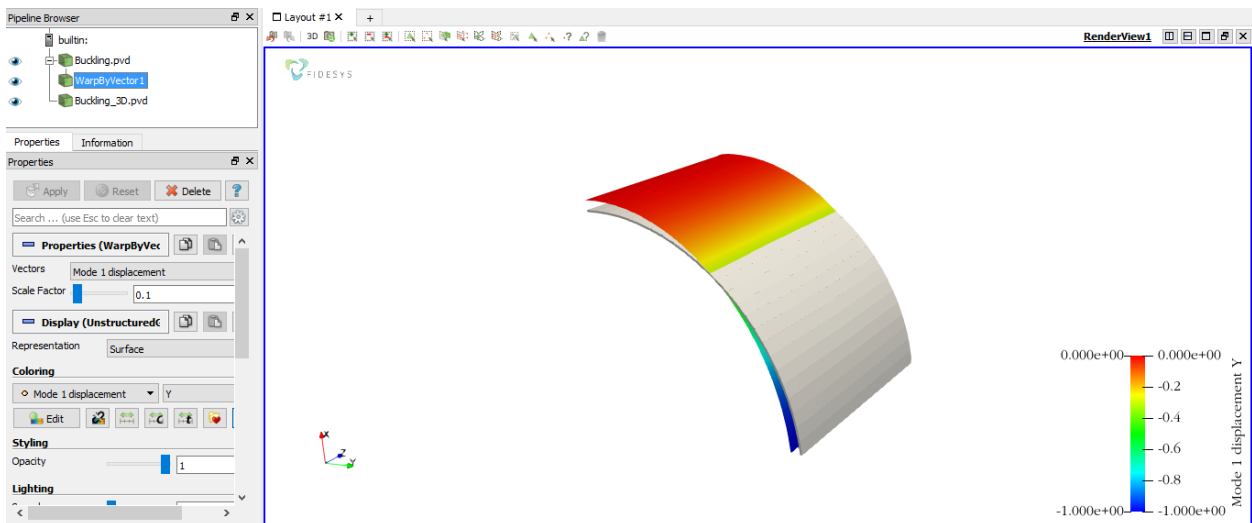 Pipeline Browser
builtin:
Buckling.pvd
WarpByVector1
Buckling_3D.pvd
Properties Information
Properties
Apply Reset Delete ?
Search ... (use Esc to clear text)
Properties (WarpByVec
Vectors Mode 1 displacement
Scale Factor 0.1
Display (UnstructuredG
Representation Surface
Coloring
Mode 1 displacement Y
Edit
Styling
Opacity 1
Lighting
Layout #1 X +
3D
RenderView1
FIDESYS
X
Z
Y
0.000e+00 0.000e+00
-0.2
-0.4
-0.6
-0.8
-1.000e+00 -1.000e+00
Mode 1 displacement Y